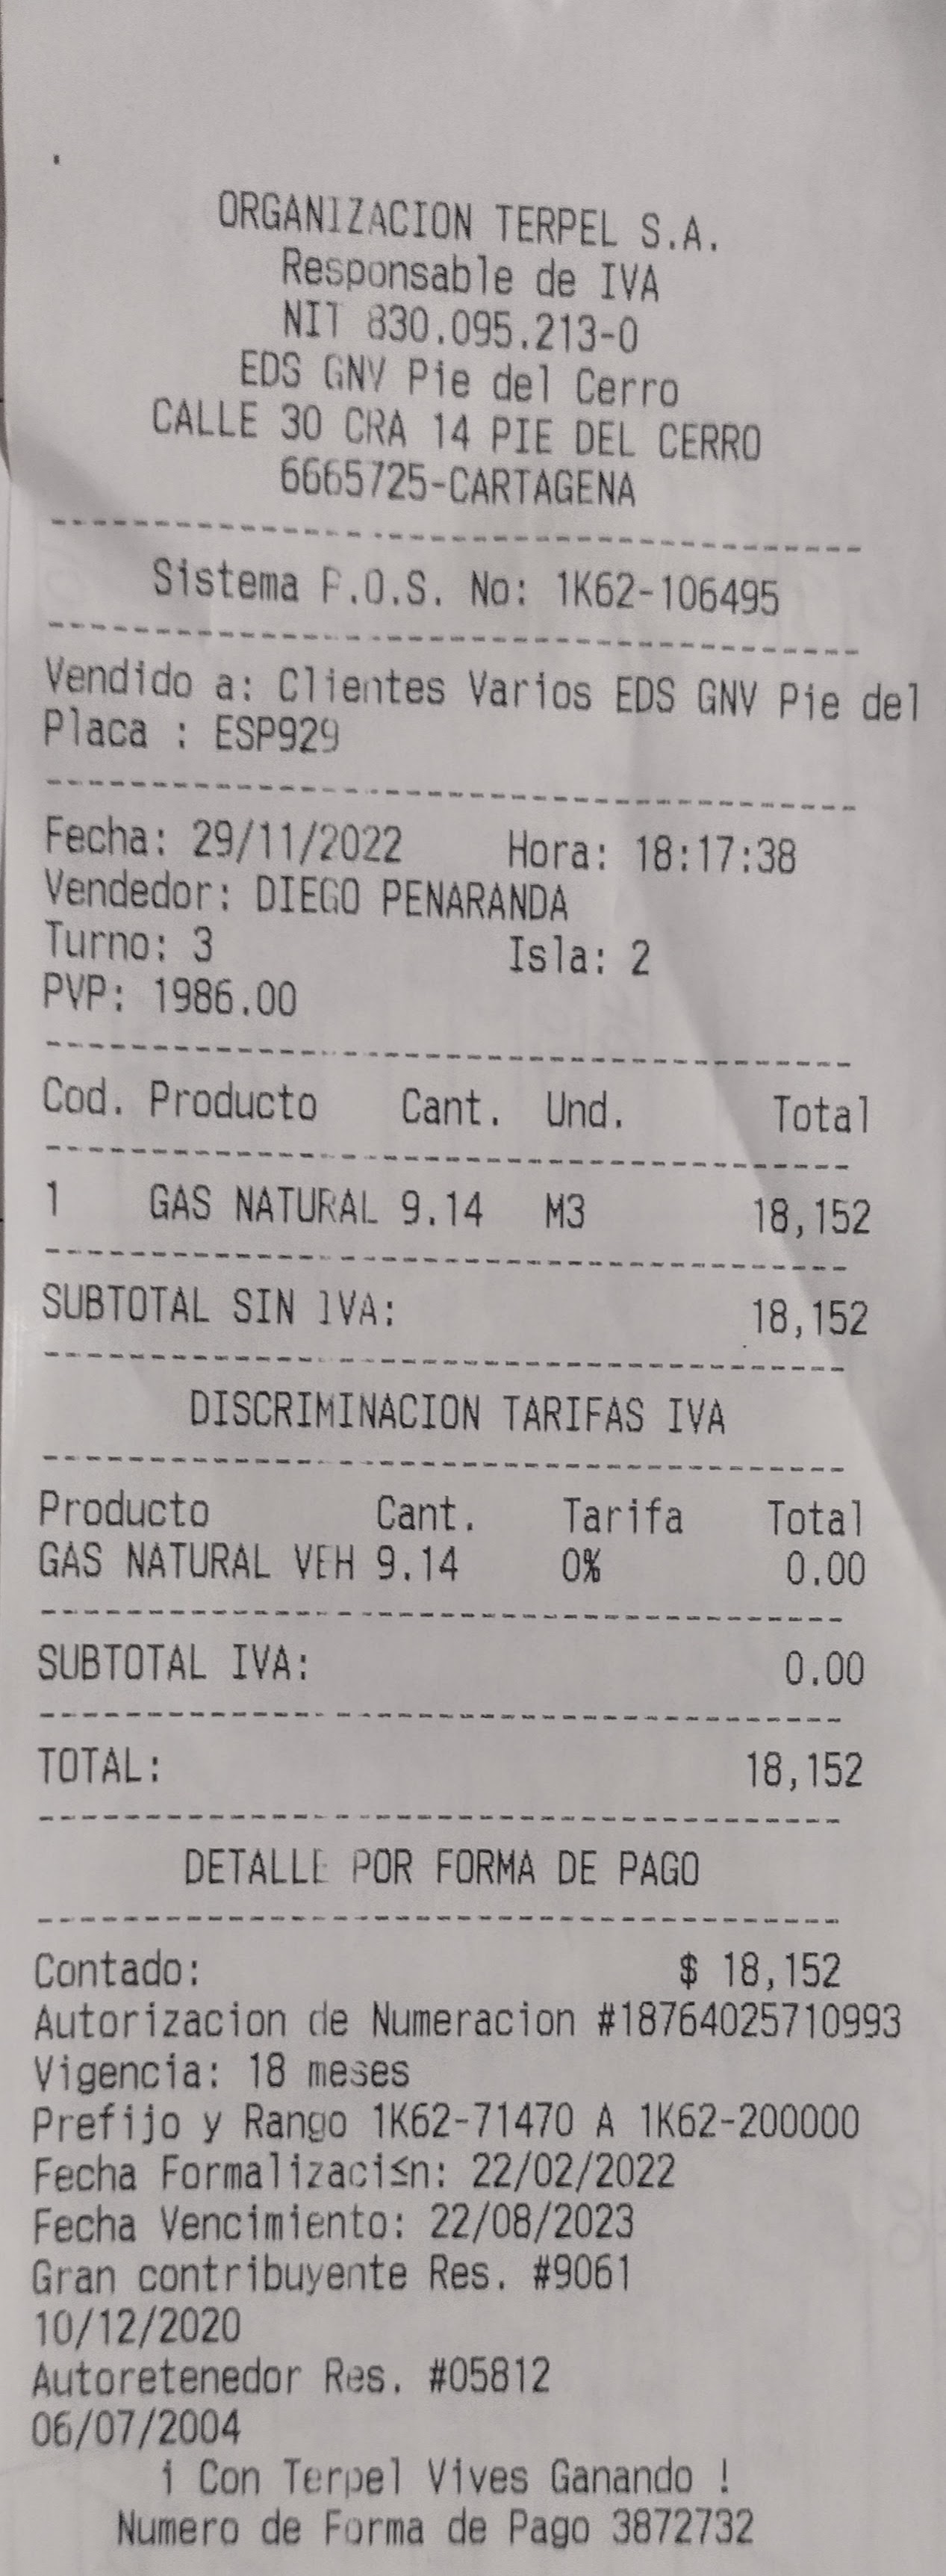 ORGANIZACION TERPEL S.A.
Responsable de IVA
NIT 830.095.213-0
EDS GNV Pie del Cerro
CALLE 30 CRA 14 PIE DEL CERRO
6665725-CARTAGENA
Sistema P.O.S. No: 1K62-106495
Vendido a: Clientes Varios EDS GNV Pie del
Placa : ESP929
Fecha: 29/11/2022 Hora: 18:17:38
Vendedor: DIEGO PENARANDA
Turno: 3 Isla: 2
PVP: 1986.00
Cod. Producto Cant. Und. Total
1 GAS NATURAL 9.14 M3 18,152
SUBTOTAL SIN IVA: 18,152
DISCRIMINACION TARIFAS IVA
Producto Cant. Tarifa Total
GAS NATURAL VEH 9.14 0% 0.00
SUBTOTAL IVA: 0.00
TOTAL: 18,152
DETALLE POR FORMA DE PAGO
Contado: $ 18,152
Autorizacion de Numeracion #18764025710993
Vigencia: 18 meses
Prefijo y Rango 1K62-71470 A 1K62-200000
Fecha Formalizaci≤n: 22/02/2022
Fecha Vencimiento: 22/08/2023
Gran contribuyente Res. #9061
10/12/2020
Autoretenedor Res. #05812
06/07/2004
¡ Con Terpel Vives Ganando !
Numero de Forma de Pago 3872732